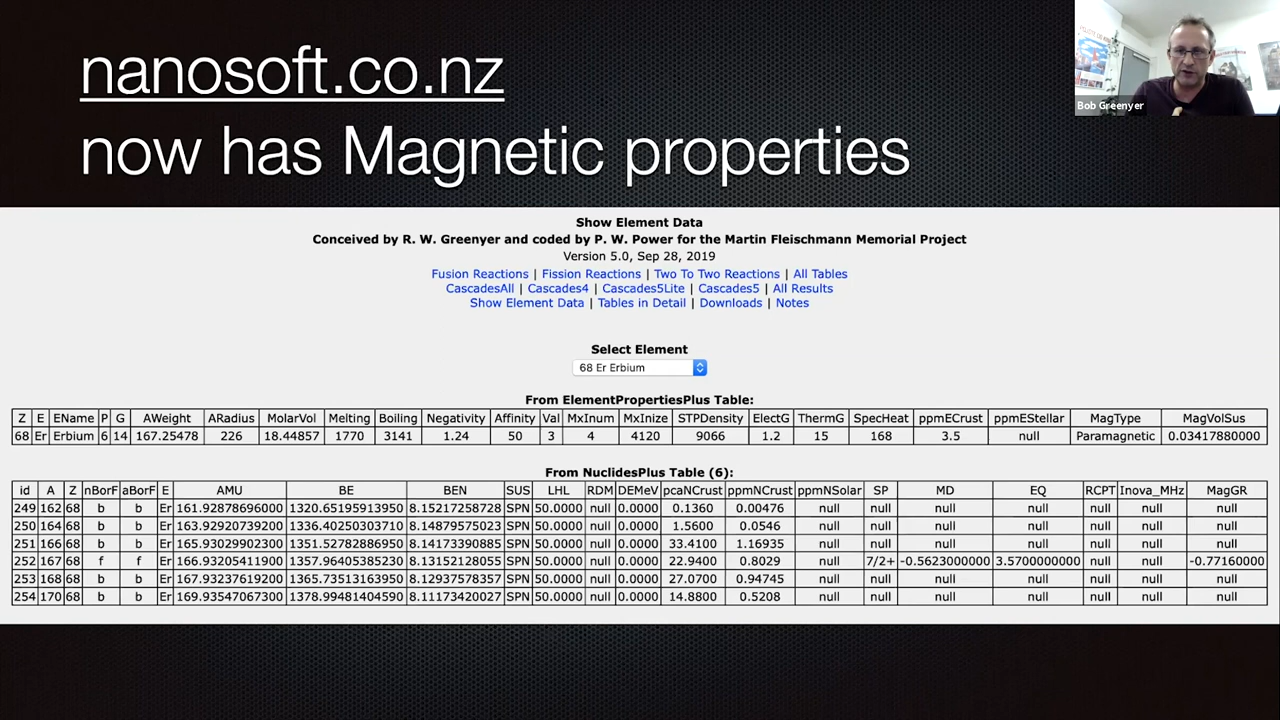 nanosoft.co.nz
now has Magnetic properties
Bob Greenyer
Show Element Data
Conceived by R. W. Greenyer and coded by P. W. Power for the Martin Fleischmann Memorial Project
Version 5.0, Sep 28, 2019
Fusion Reactions | Fission Reactions | Two To Two Reactions | All Tables
CascadesAll | Cascades4 | Cascades5Lite | Cascades5 | All Results
Show Element Data | Tables in Detail | Downloads | Notes
Select Element
68 Er Erbium
From ElementPropertiesPlus Table:
Z E EName P G AWeight ARadius MolarVol Melting Boiling Negativity Affinity Val MxInum MxInize STPDensity ElectG ThermG SpecHeat ppmECrust ppmEStellar MagType MagVolSus
68 Er Erbium 6 14 167.25478 226 18.44857 1770 3141 1.24 50 3 4 4120 9066 1.2 15 168 3.5 null Paramagnetic 0.03417880000
From NuclidesPlus Table (6):
id A Z nBorF aBorF E AMU BE BEN SUS LHL RDM DEMeV pcaNCrust ppmNCrust ppmNSolar SP MD EQ RCPT Inova_MHz MagGR
249 162 68 b b Er 161.92878696000 1320.65195913950 8.15217258728 SPN 50.0000 null 0.0000 0.1360 0.00476 null null null null null null null
250 164 68 b b Er 163.92920739200 1336.40250303710 8.14879575023 SPN 50.0000 null 0.0000 1.5600 0.0546 null null null null null null null
251 166 68 b b Er 165.93029902300 1351.52782886950 8.14173390885 SPN 50.0000 null 0.0000 33.4100 1.16935 null null null null null null null
252 167 68 f f Er 166.93205411900 1357.96405385230 8.13152128055 SPN 50.0000 null 0.0000 22.9400 0.8029 null 7/2+ -0.5623000000 3.5700000000 null null -0.77160000
253 168 68 b b Er 167.93237619200 1365.73513163950 8.12937578357 SPN 50.0000 null 0.0000 27.0700 0.94745 null null null null null null null
254 170 68 b b Er 169.93547067300 1378.99481404590 8.11173420027 SPN 50.0000 null 0.0000 14.8800 0.5208 null null null null null null null